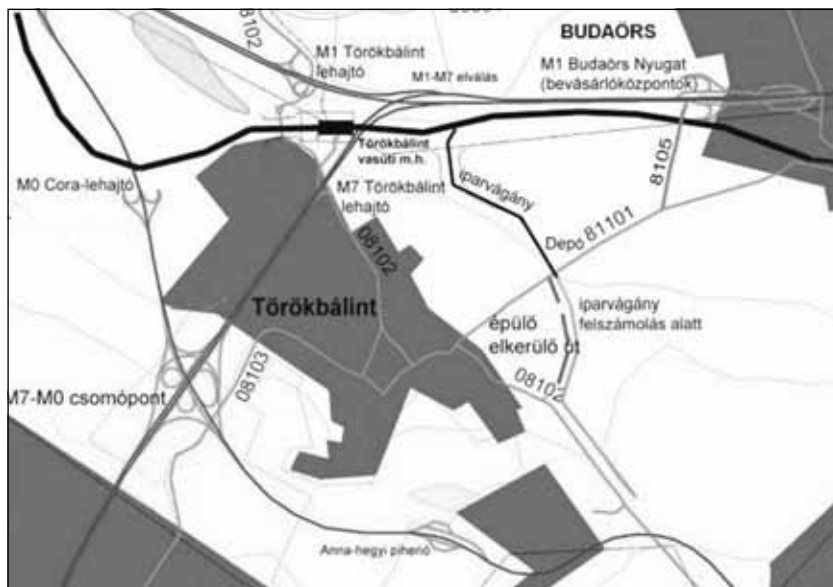 08102
M1 Törökbálint
lehajtó
M1-M7 elválás
BUDAÖRS
M1 Budaörs Nyugat
(bevásárlóközpontok)
Törökbálint
vasúti m.h.
8105
M0 Cora-lehajtó
M7 Törökbálint
lehajtó
iparvágány
08102
Depó
81101
Törökbálint
épülő
elkerülő út
iparvágány
felszámolás alatt
08103
08102
M7-M0 csomópont
Anna-hegyi pihenő